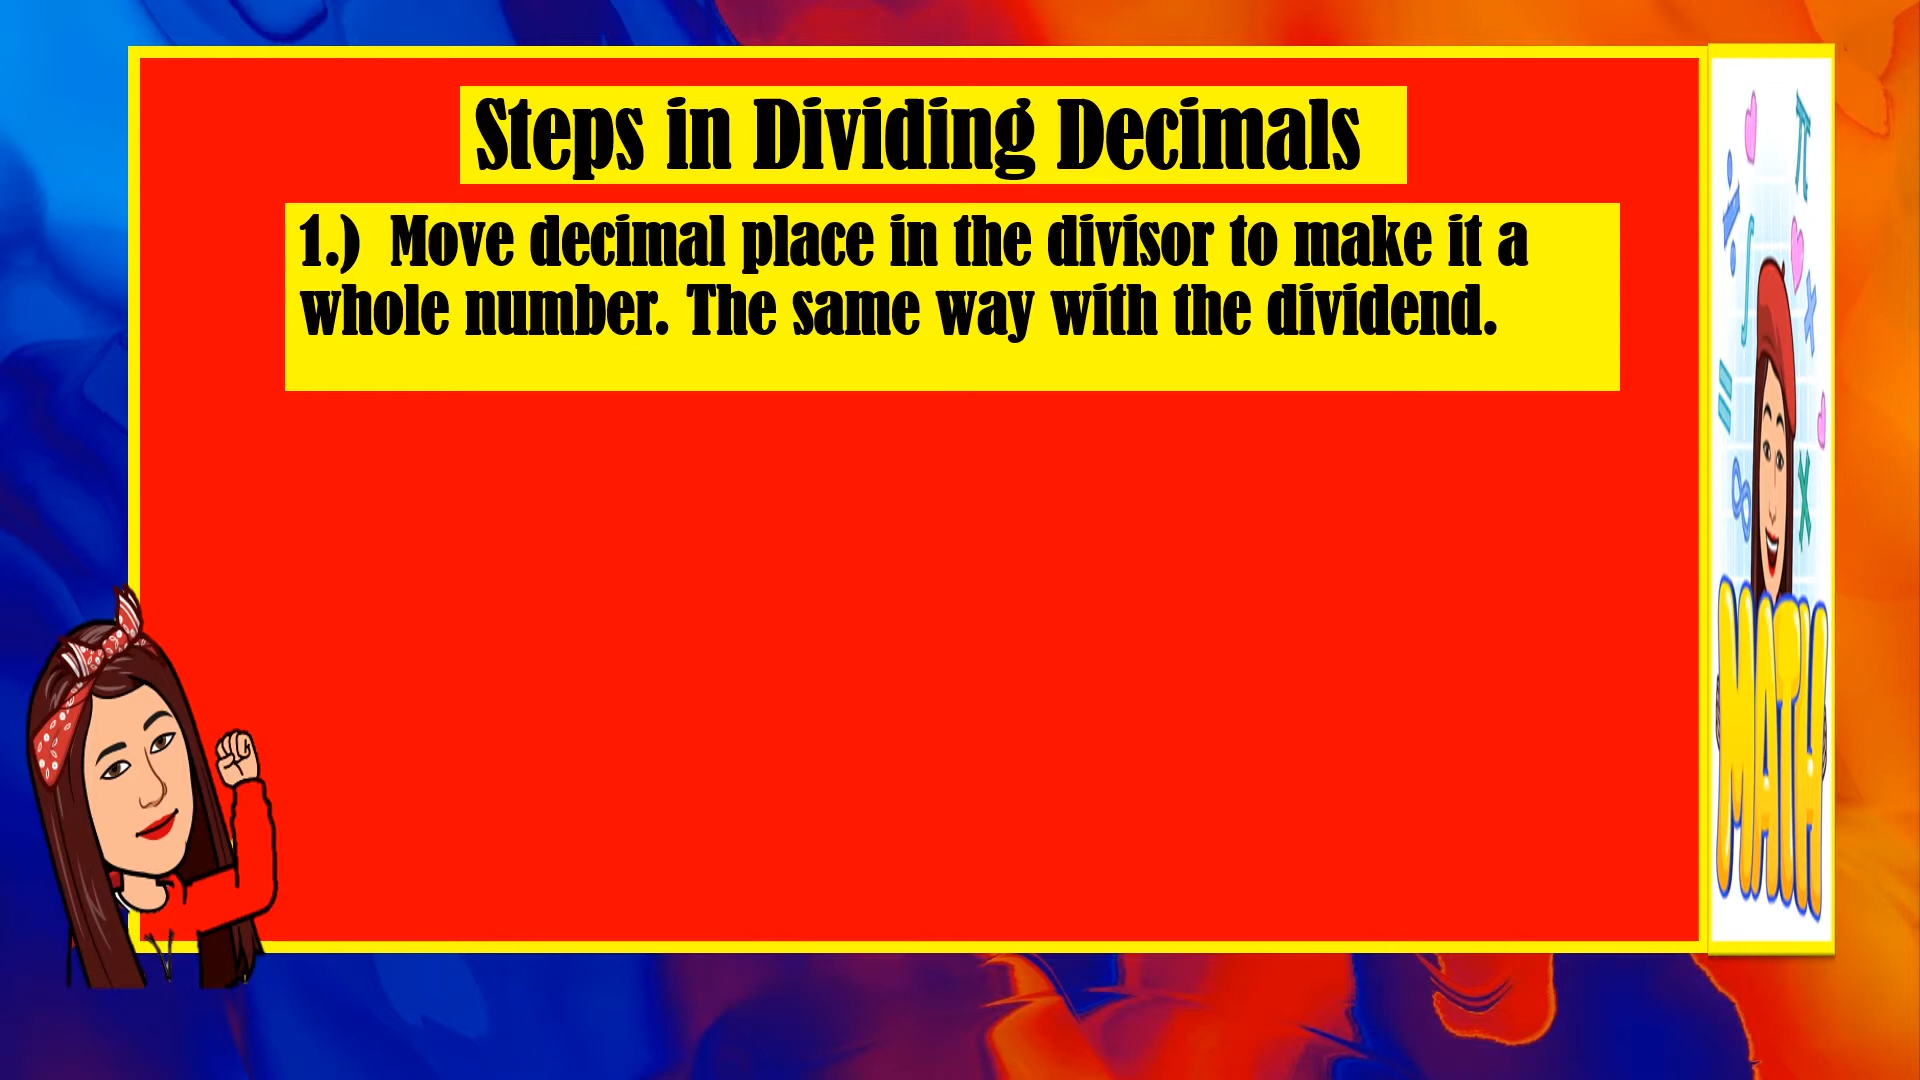 Steps in Dividing Decimals
1.) Move decimal place in the divisor to make it a
whole number. The same way with the dividend.
π
MATH